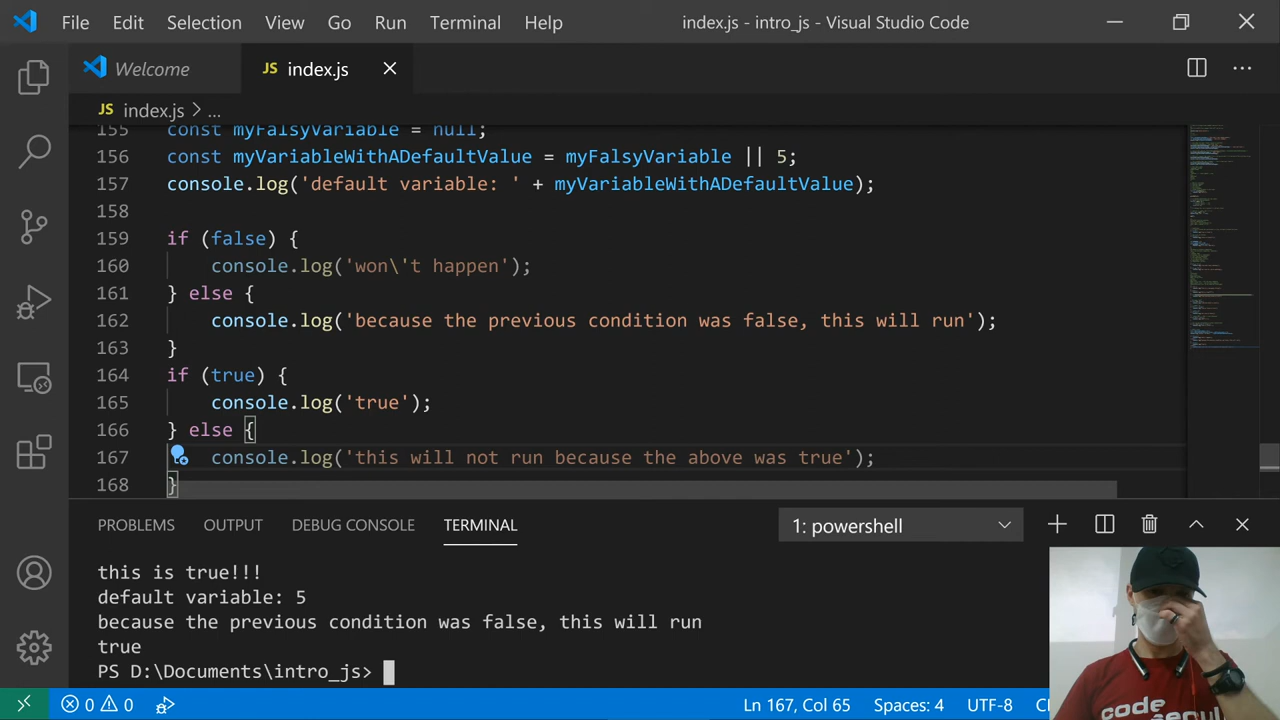 File Edit Selection View Go Run Terminal Help index.js - intro_js - Visual Studio Code
Welcome JS index.js
JS index.js > ...
155 const myFalsyVariable = null;
156 const myVariableWithADefaultValue = myFalsyVariable || 5;
157 console.log('default variable: ' + myVariableWithADefaultValue);
158
159 if (false) {
160 console.log('won\'t happen');
161 } else {
162 console.log('because the previous condition was false, this will run');
163 }
164 if (true) {
165 console.log('true');
166 } else {
167 console.log('this will not run because the above was true');
168 }
PROBLEMS OUTPUT DEBUG CONSOLE TERMINAL 1: powershell
this is true!!!
default variable: 5
because the previous condition was false, this will run
true
PS D:\Documents\intro_js>
0 0 Ln 167, Col 65 Spaces: 4 UTF-8
code